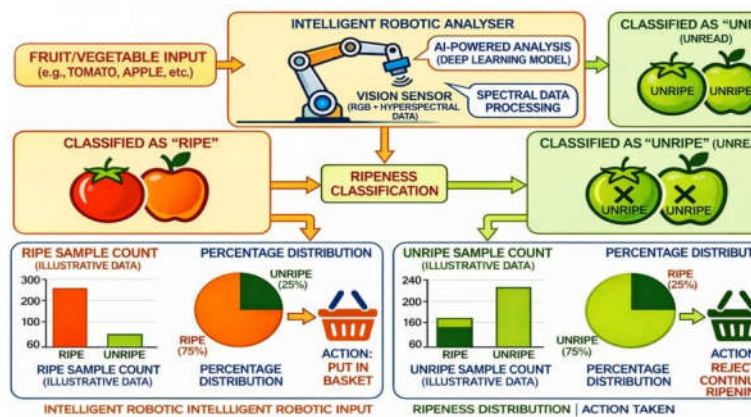 FRUIT/VEGETABLE INPUT
(e.g., TOMATO, APPLE, etc.)
INTELLIGENT ROBOTIC ANALYSER
AI-POWERED ANALYSIS
(DEEP LEARNING MODEL)
VISION SENSOR
(RGB + HYPERSPECTRAL
DATA)
SPECTRAL DATA
PROCESSING
CLASSIFIED AS "UN
(UNREAD)
UNRIPE
UNRIPE
CLASSIFIED AS "RIPE"
RIPENESS
CLASSIFICATION
CLASSIFIED AS "UNRIPE" (UNREA
UNRIPE
UNRIPE
RIPE SAMPLE COUNT
(ILLUSTRATIVE DATA)
300
200
100
60
RIPE
UNRIPE
RIPE SAMPLE COUNT
(ILLUSTRATIVE DATA)
PERCENTAGE DISTRIBUTION
UNRIPE
(25%)
RIPE
(75%)
PERCENTAGE
DISTRIBUTION
ACTION:
PUT IN
BASKET
UNRIPE SAMPLE COUNT
(ILLUSTRATIVE DATA)
240
200
160
60
RIPE
UNRIPE
UNRIPE SAMPLE COUNT
(ILLUSTRATIVE DATA)
PERCENTAGE DISTRIBUT
RIPE
(25%)
UNRIPE
(75%)
PERCENTAGE
DISTRIBUTION
ACTION
REJECT
CONTINU
RIPENIN
INTELLIGENT ROBOTIC INTELLLIGENT ROBOTIC INPUT
RIPENESS DISTRIBUTION | ACTION TAKEN